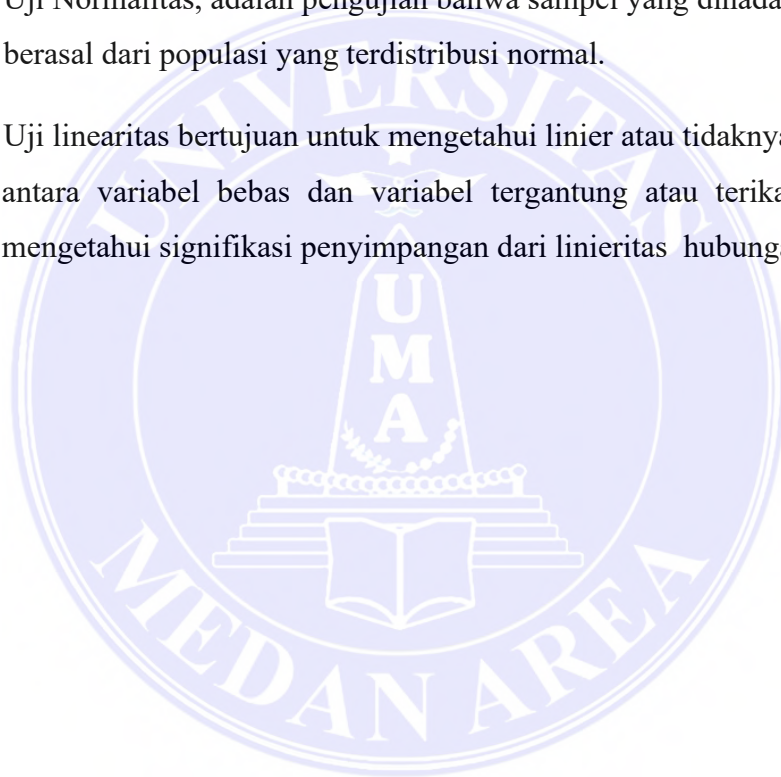 Uji Normalitas, adalah pengujian bahwa sampel yang dihada
berasal dari populasi yang terdistribusi normal.
Uji linearitas bertujuan untuk mengetahui linier atau tidaknya
antara variabel bebas dan variabel tergantung atau terika
mengetahui signifikasi penyimpangan dari linieritas hubunga
UNIVERSITAS
UMA
MEDAN AREA